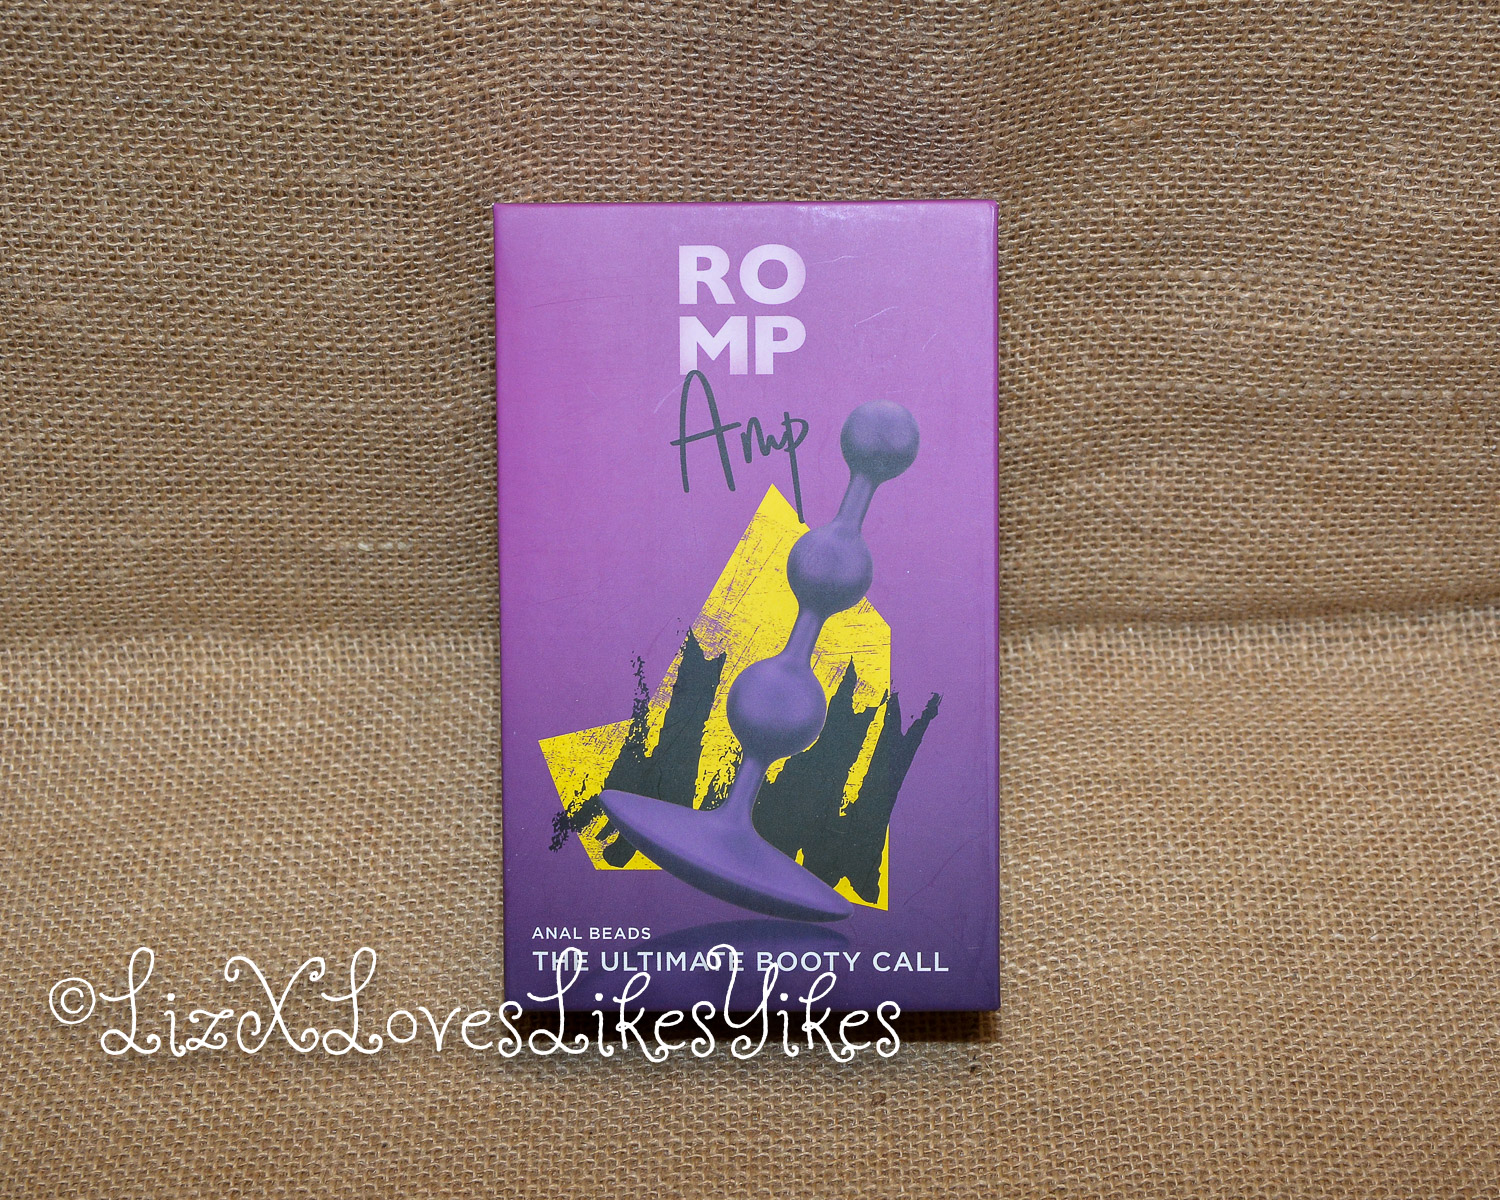 RO
MP
Amp
ANAL BEADS
THE ULTIMATE BOOTY CALL
©LizXLovesLikesYikes